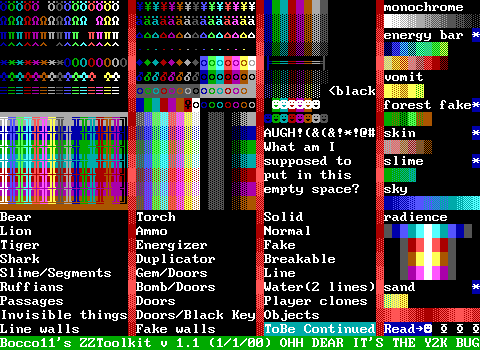 monochrome
energy bar *
vomit
<black
forest fake*
AUGH!(&(&!*!@#
skin *
What am I
supposed to
slime *
put in this
empty space?
sky
Bear
Torch
Solid
radience
Lion
Ammo
Normal
Tiger
Energizer
Fake
Shark
Duplicator
Breakable
Slime/Segments
Gem/Doors
Line
Ruffians
Bomb/Doors
Water(2 lines)
sand *
Passages
Doors
Player clones
Invisible things
Doors/Black Key
Objects
Line walls
Fake walls
ToBe Continued
Read→☻
Bocco11's ZZToolkit v 1.1 (1/1/00) OHH DEAR IT'S THE Y2K BUG